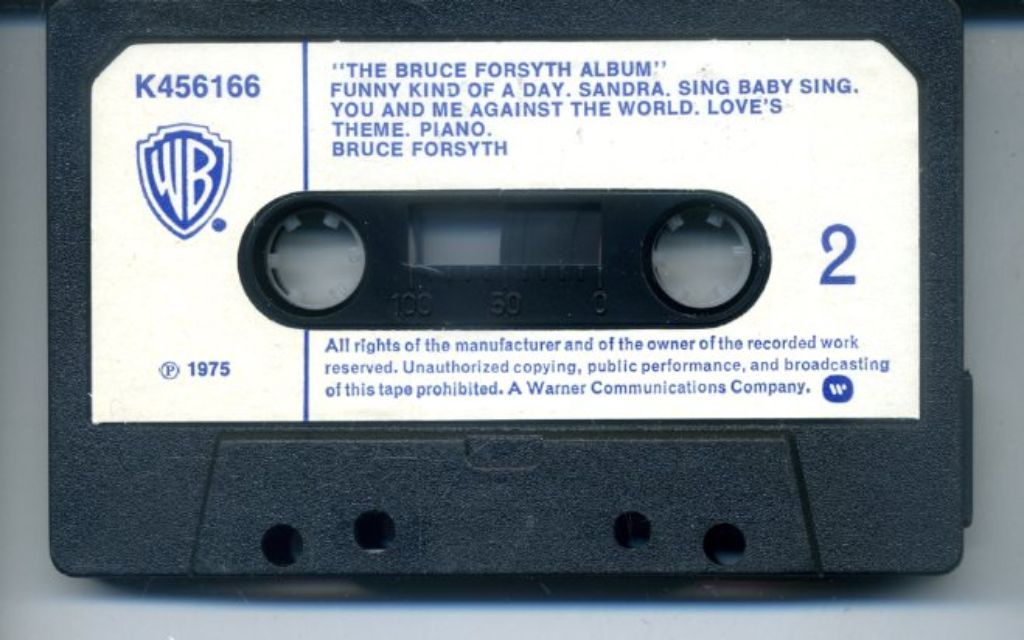 K456166
"THE BRUCE FORSYTH ALBUM"
FUNNY KIND OF A DAY. SANDRA. SING BABY SING.
YOU AND ME AGAINST THE WORLD. LOVE'S
THEME. PIANO.
BRUCE FORSYTH
WB
2
100 50 0
℗ 1975
All rights of the manufacturer and of the owner of the recorded work
reserved. Unauthorized copying, public performance, and broadcasting
of this tape prohibited. A Warner Communications Company.